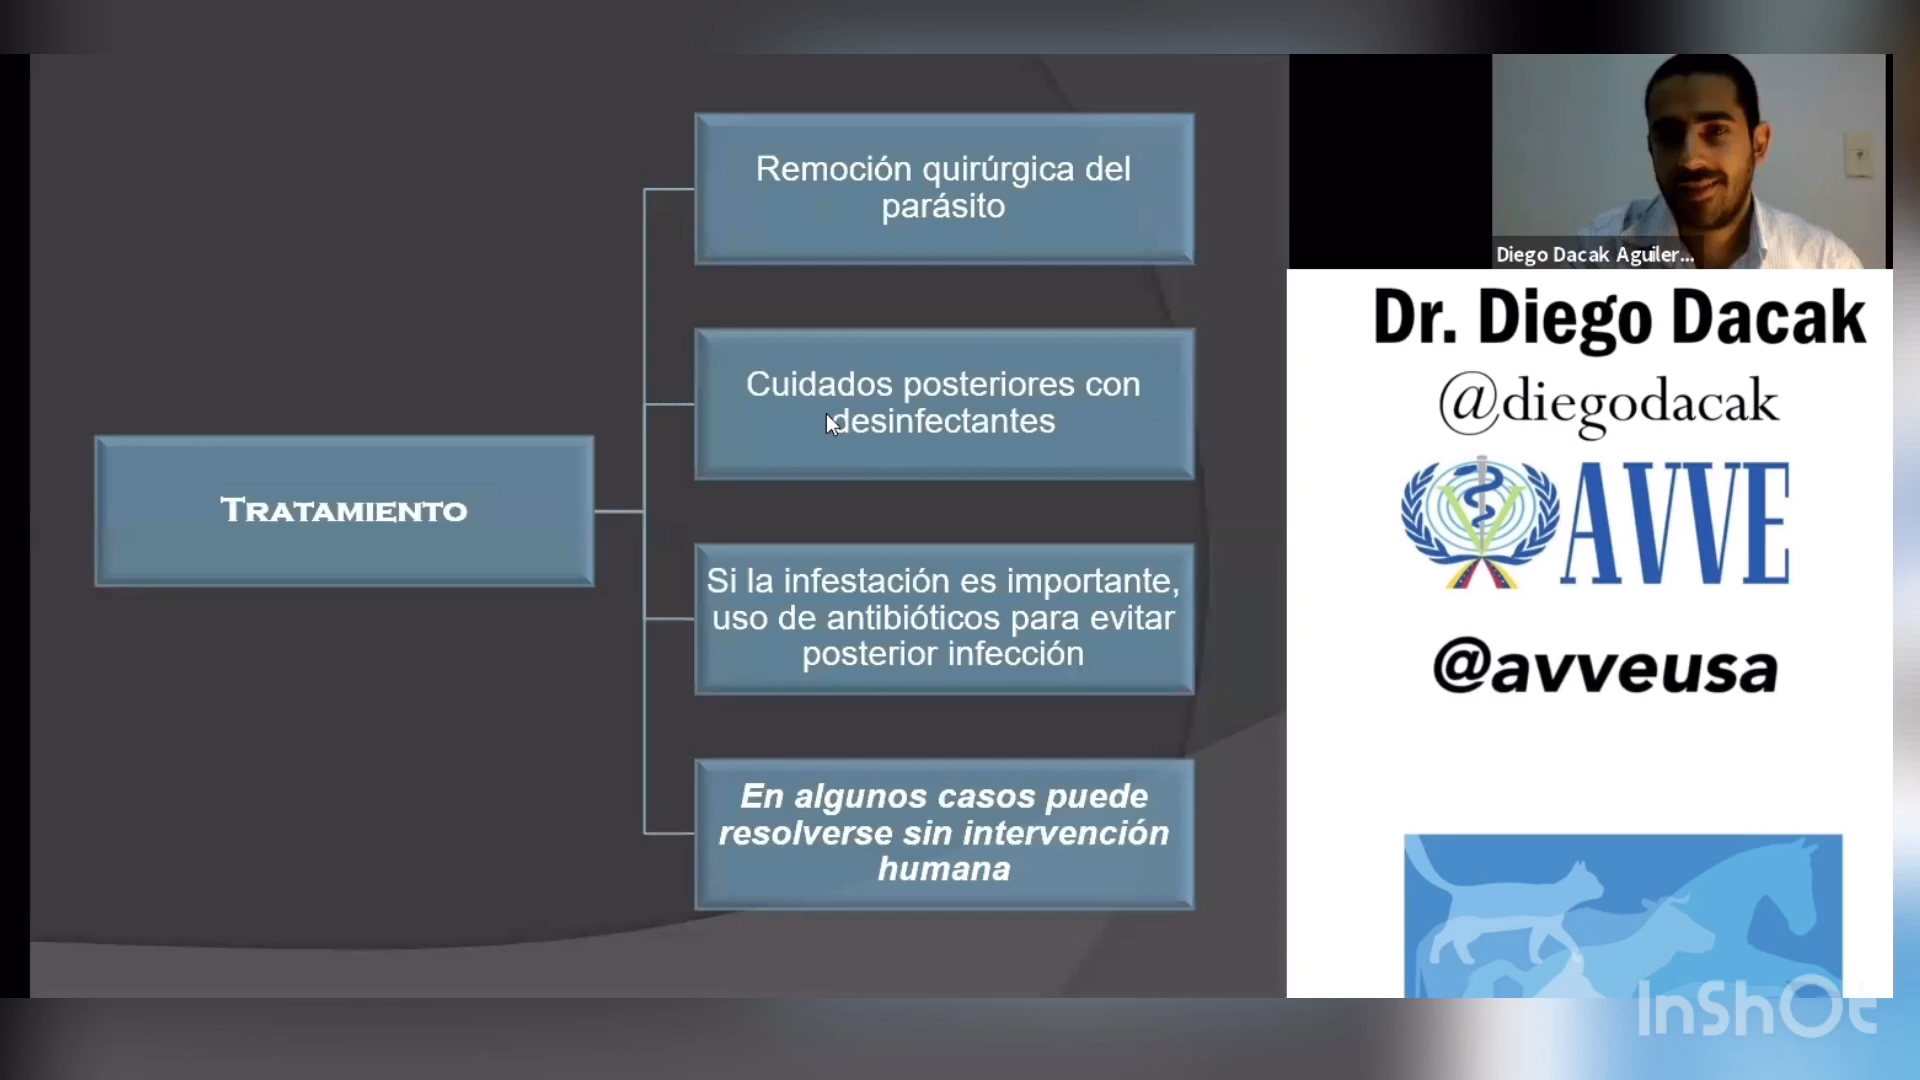 TRATAMIENTO
Remoción quirúrgica del
parásito
Cuidados posteriores con
desinfectantes
Si la infestación es importante,
uso de antibióticos para evitar
posterior infección
En algunos casos puede
resolverse sin intervención
humana
Diego Dacak Aguiler...
Dr. Diego Dacak
@diegodacak
AVVE
@avveusa
InShOt